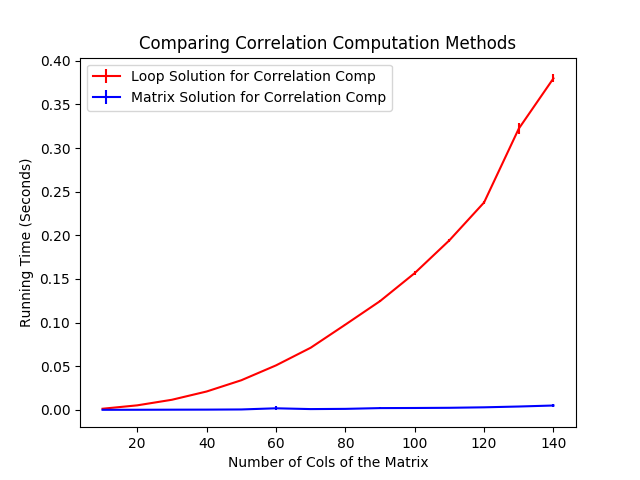 Comparing Correlation Computation Methods
Loop Solution for Correlation Comp
Matrix Solution for Correlation Comp
Running Time (Seconds)
0.40
0.35
0.30
0.25
0.20
0.15
0.10
0.05
0.00
20 40 60 80 100 120 140
Number of Cols of the Matrix